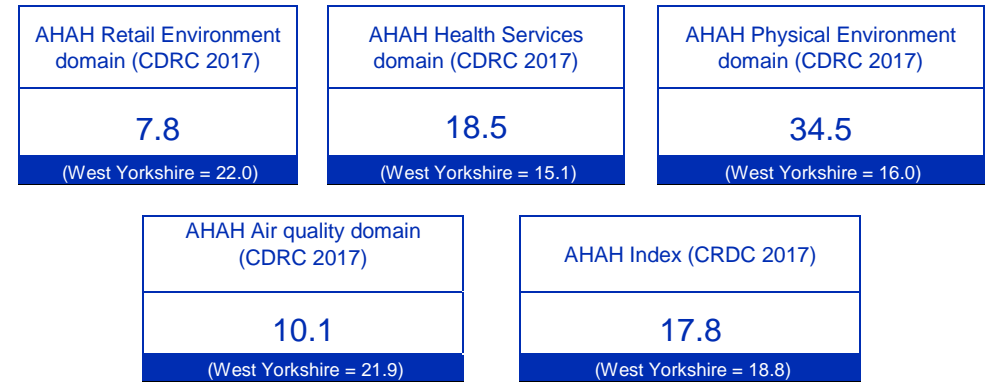 AHAH Retail Environment
domain (CDRC 2017)
7.8
(West Yorkshire = 22.0)
AHAH Health Services
domain (CDRC 2017)
18.5
(West Yorkshire = 15.1)
AHAH Physical Environment
domain (CDRC 2017)
34.5
(West Yorkshire = 16.0)
AHAH Air quality domain
(CDRC 2017)
10.1
(West Yorkshire = 21.9)
AHAH Index (CRDC 2017)
17.8
(West Yorkshire = 18.8)